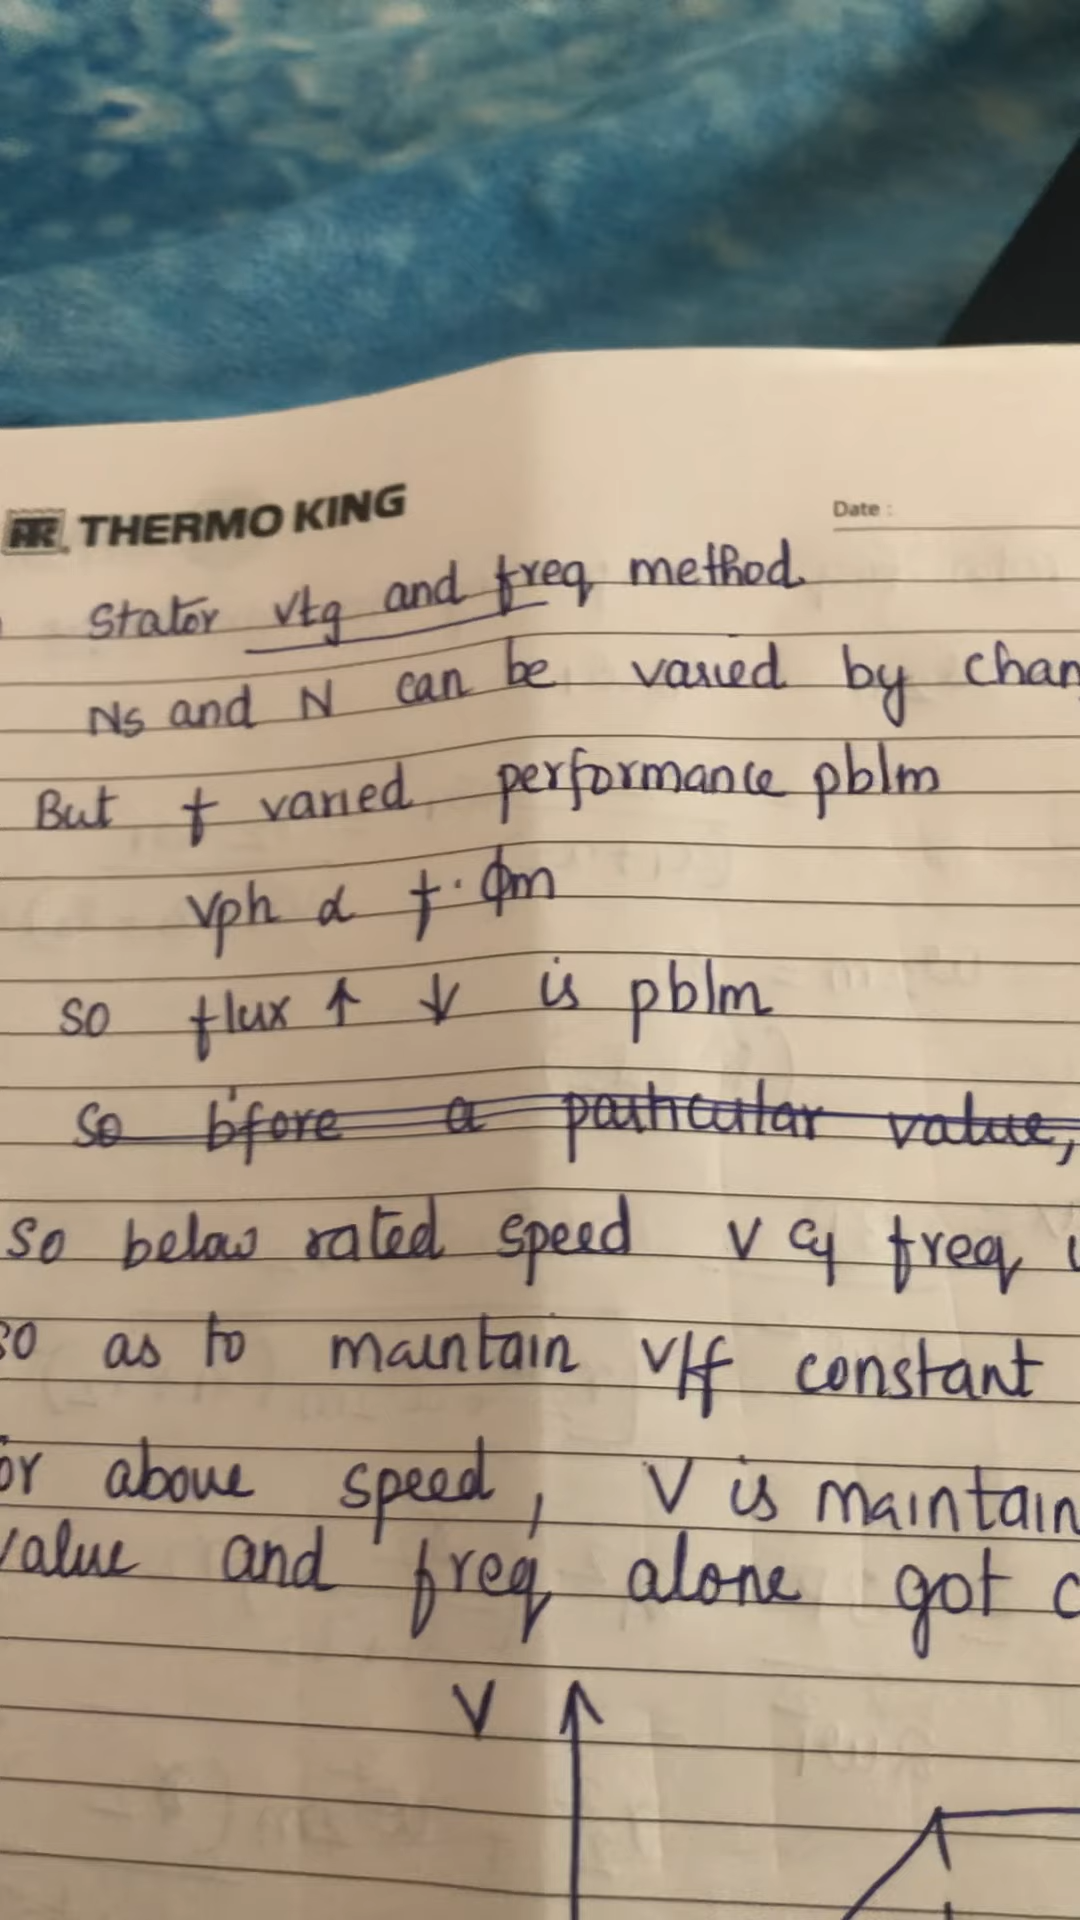 THERMO KING
Date :
Stator vtg and freq method
Ns and N can be varied by chan
But f varied performance pblm
Vph α f. ϕm
so flux ↑ ↓ is pblm
so b'fore a particular value,
so below rated speed V & freq
so as to maintain V/f constant
or above speed, V is maintain
value and freq alone got c
V